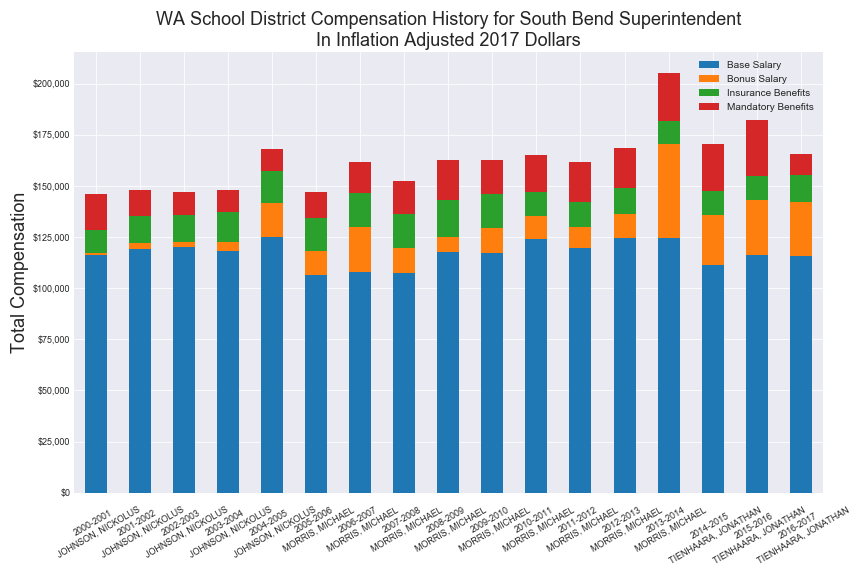 WA School District Compensation History for South Bend Superintendent
In Inflation Adjusted 2017 Dollars
Base Salary
Bonus Salary
Insurance Benefits
Mandatory Benefits
Total Compensation
$200,000
$175,000
$150,000
$125,000
$100,000
$75,000
$50,000
$25,000
$0
2000-2001
JOHNSON, NICKOLUS
2001-2002
JOHNSON, NICKOLUS
2002-2003
JOHNSON, NICKOLUS
2003-2004
JOHNSON, NICKOLUS
2004-2005
JOHNSON, NICKOLUS
2005-2006
MORRIS, MICHAEL
2006-2007
MORRIS, MICHAEL
2007-2008
MORRIS, MICHAEL
2008-2009
MORRIS, MICHAEL
2009-2010
MORRIS, MICHAEL
2010-2011
MORRIS, MICHAEL
2011-2012
MORRIS, MICHAEL
2012-2013
MORRIS, MICHAEL
2013-2014
MORRIS, MICHAEL
2014-2015
TIENHAARA, JONATHAN
2015-2016
TIENHAARA, JONATHAN
2016-2017
TIENHAARA, JONATHAN